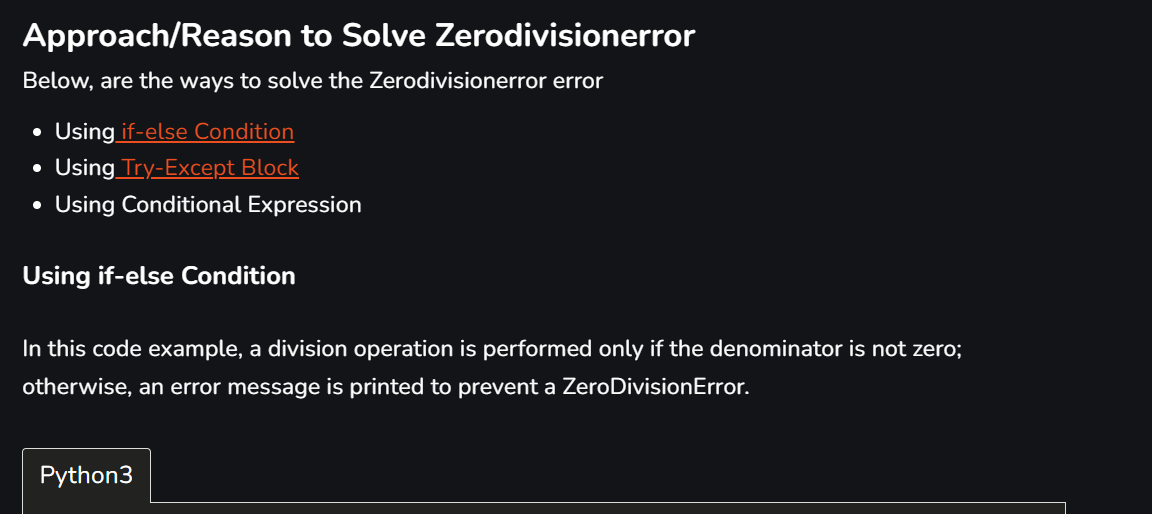 Approach/Reason to Solve Zerodivisionerror
Below, are the ways to solve the Zerodivisionerror error
• Using if-else Condition
• Using Try-Except Block
• Using Conditional Expression
Using if-else Condition
In this code example, a division operation is performed only if the denominator is not zero;
otherwise, an error message is printed to prevent a ZeroDivisionError.
Python3